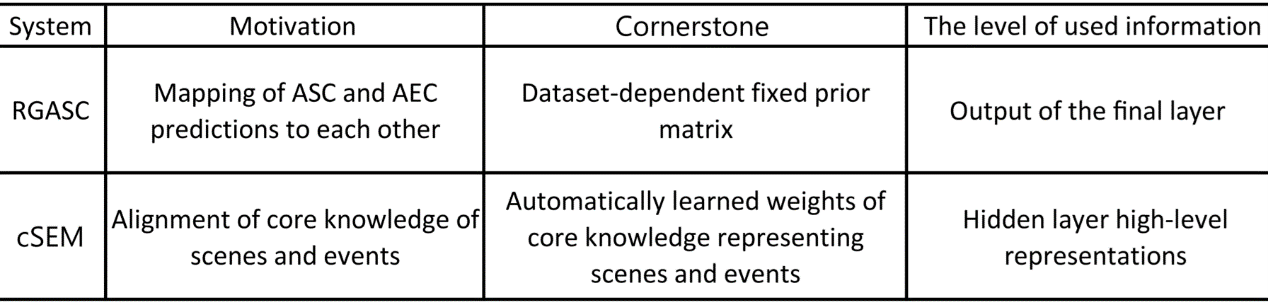 System Motivation Cornerstone The level of used information
RGASC
Mapping of ASC and AEC
predictions to each other
Dataset-dependent fixed prior
matrix
Output of the final layer
cSEM
Alignment of core knowledge of
scenes and events
Automatically learned weights of
core knowledge representing
scenes and events
Hidden layer high-level
representations